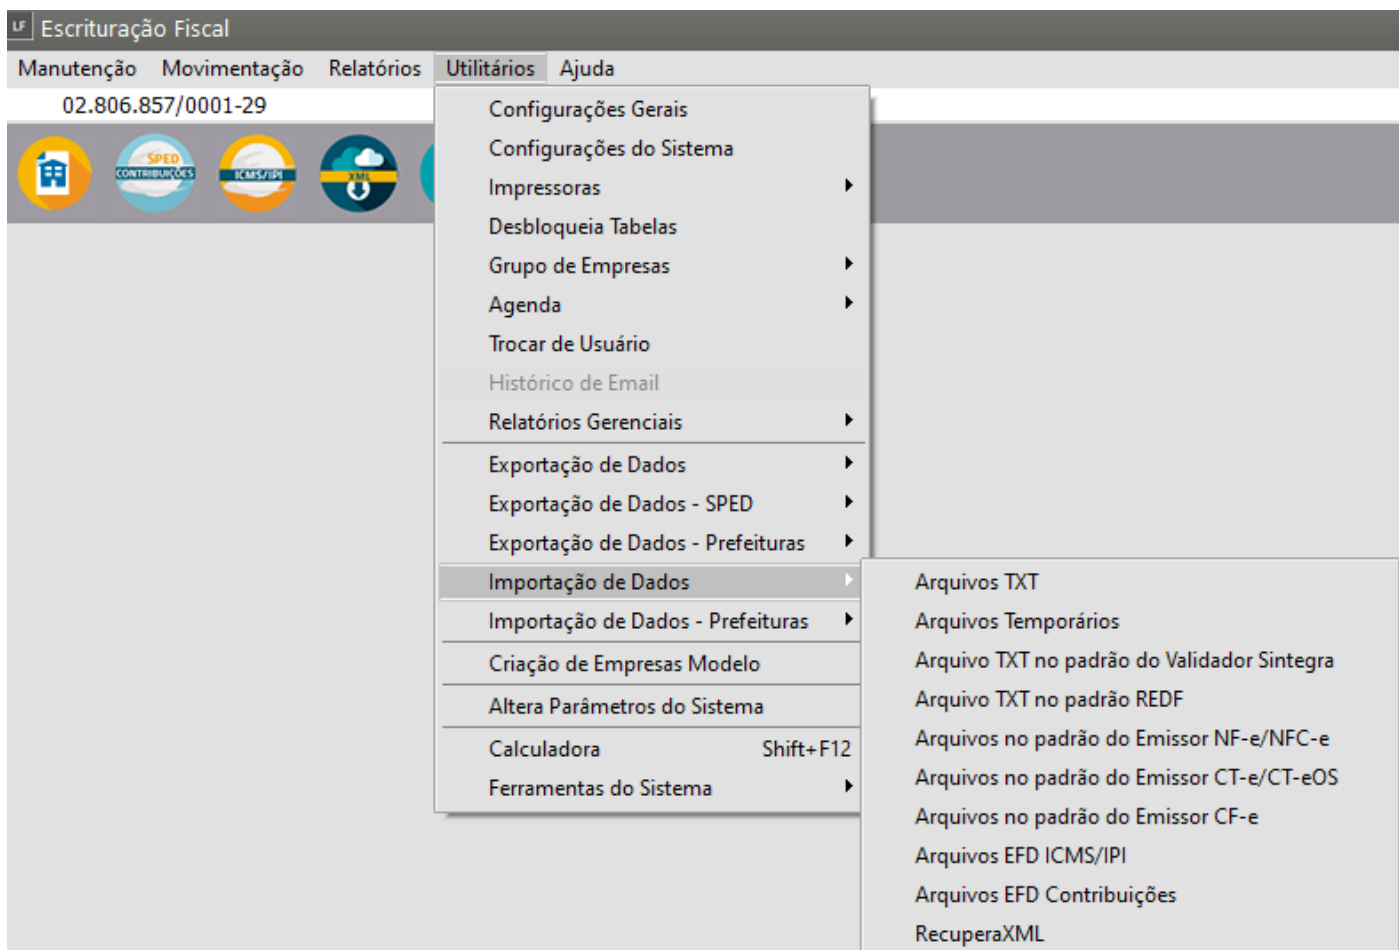 LF Escrituração Fiscal
Manutenção Movimentação Relatórios Utilitários Ajuda
02.806.857/0001-29
SPED
CONTRIBUIÇÕES
ICMS/IPI
XML
Configurações Gerais
Configurações do Sistema
Impressoras
Desbloqueia Tabelas
Grupo de Empresas
Agenda
Trocar de Usuário
Histórico de Email
Relatórios Gerenciais
Exportação de Dados
Exportação de Dados - SPED
Exportação de Dados - Prefeituras
Importação de Dados
Importação de Dados - Prefeituras
Criação de Empresas Modelo
Altera Parâmetros do Sistema
Calculadora Shift+F12
Ferramentas do Sistema
Arquivos TXT
Arquivos Temporários
Arquivo TXT no padrão do Validador Sintegra
Arquivo TXT no padrão REDF
Arquivos no padrão do Emissor NF-e/NFC-e
Arquivos no padrão do Emissor CT-e/CT-eOS
Arquivos no padrão do Emissor CF-e
Arquivos EFD ICMS/IPI
Arquivos EFD Contribuições
RecuperaXML